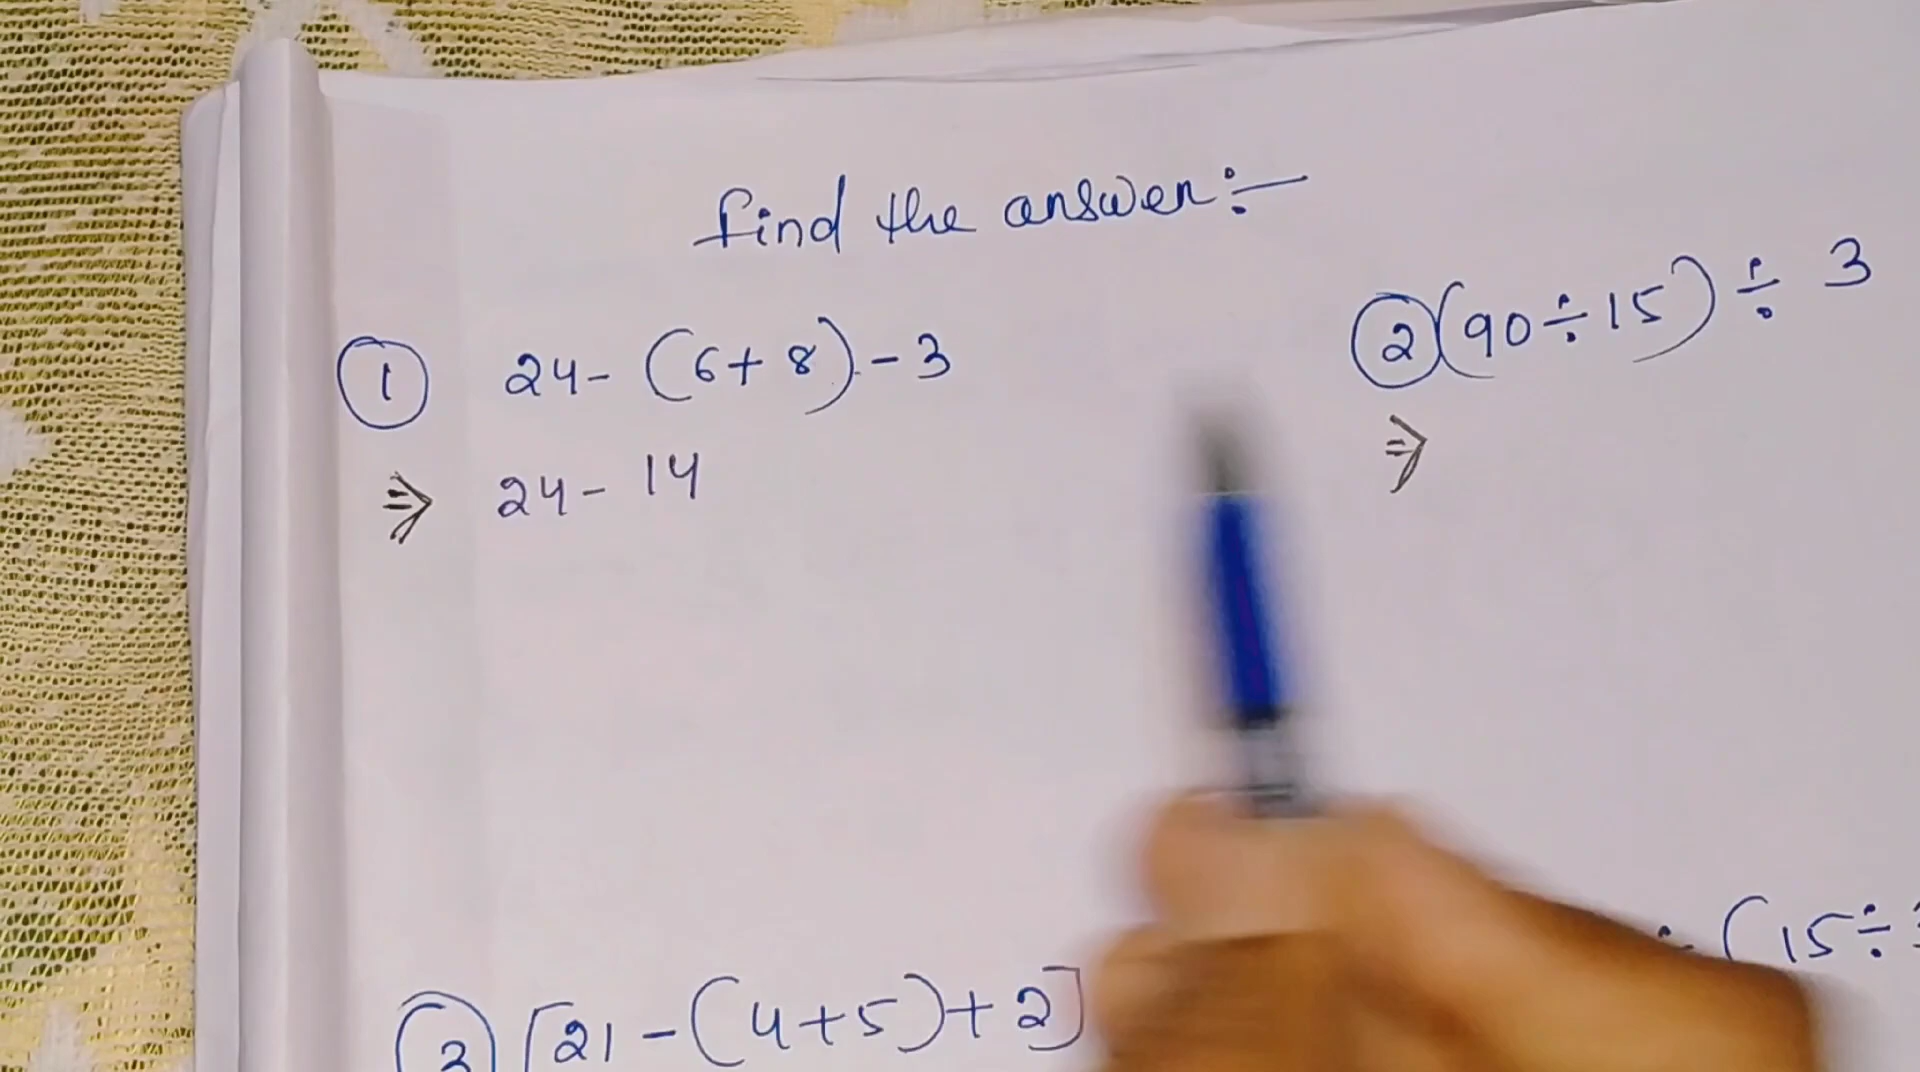 find the answer:-
① 24 - (6 + 8) - 3
⇒ 24 - 14
② (90 ÷ 15) ÷ 3
⇒
③ [21 - (4 + 5) + 2]
÷ (15 ÷